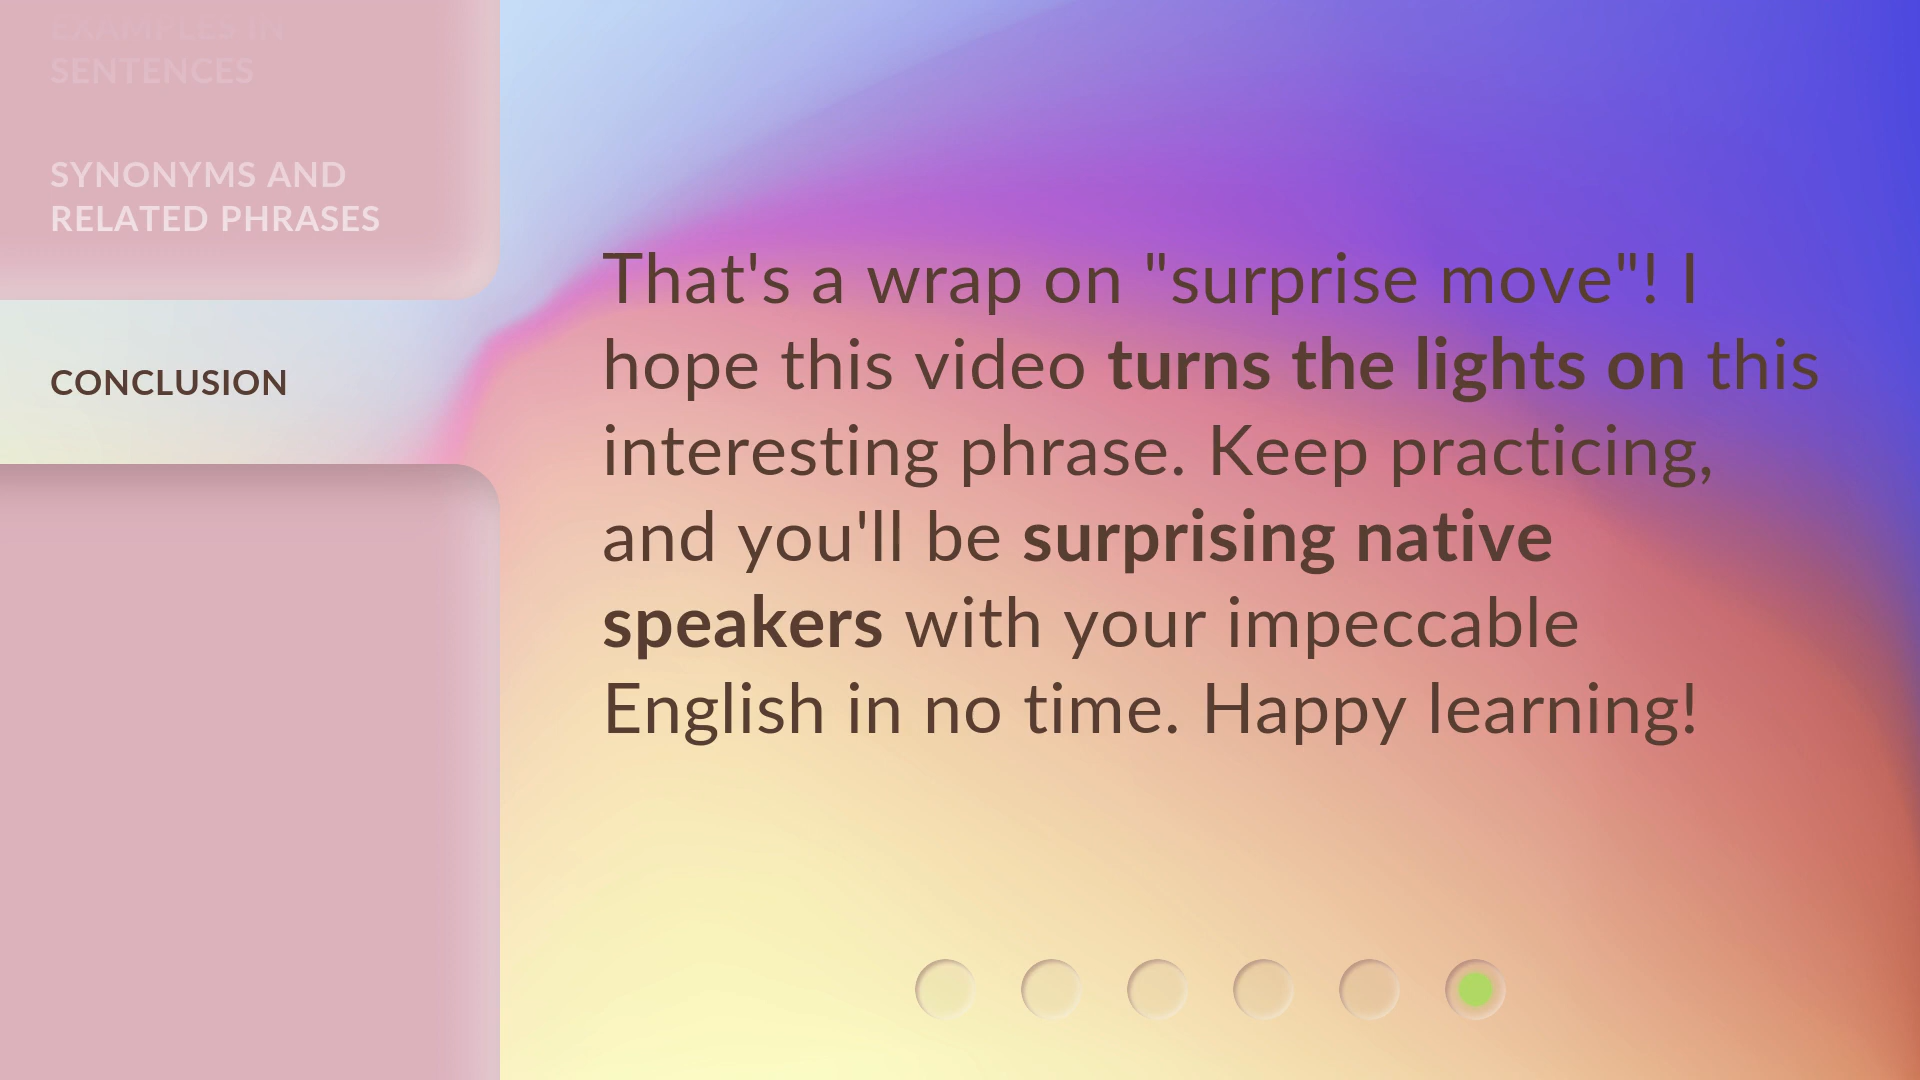 EXAMPLES IN
SENTENCES
SYNONYMS AND
RELATED PHRASES
CONCLUSION
That's a wrap on "surprise move"! I
hope this video turns the lights on this
interesting phrase. Keep practicing,
and you'll be surprising native
speakers with your impeccable
English in no time. Happy learning!